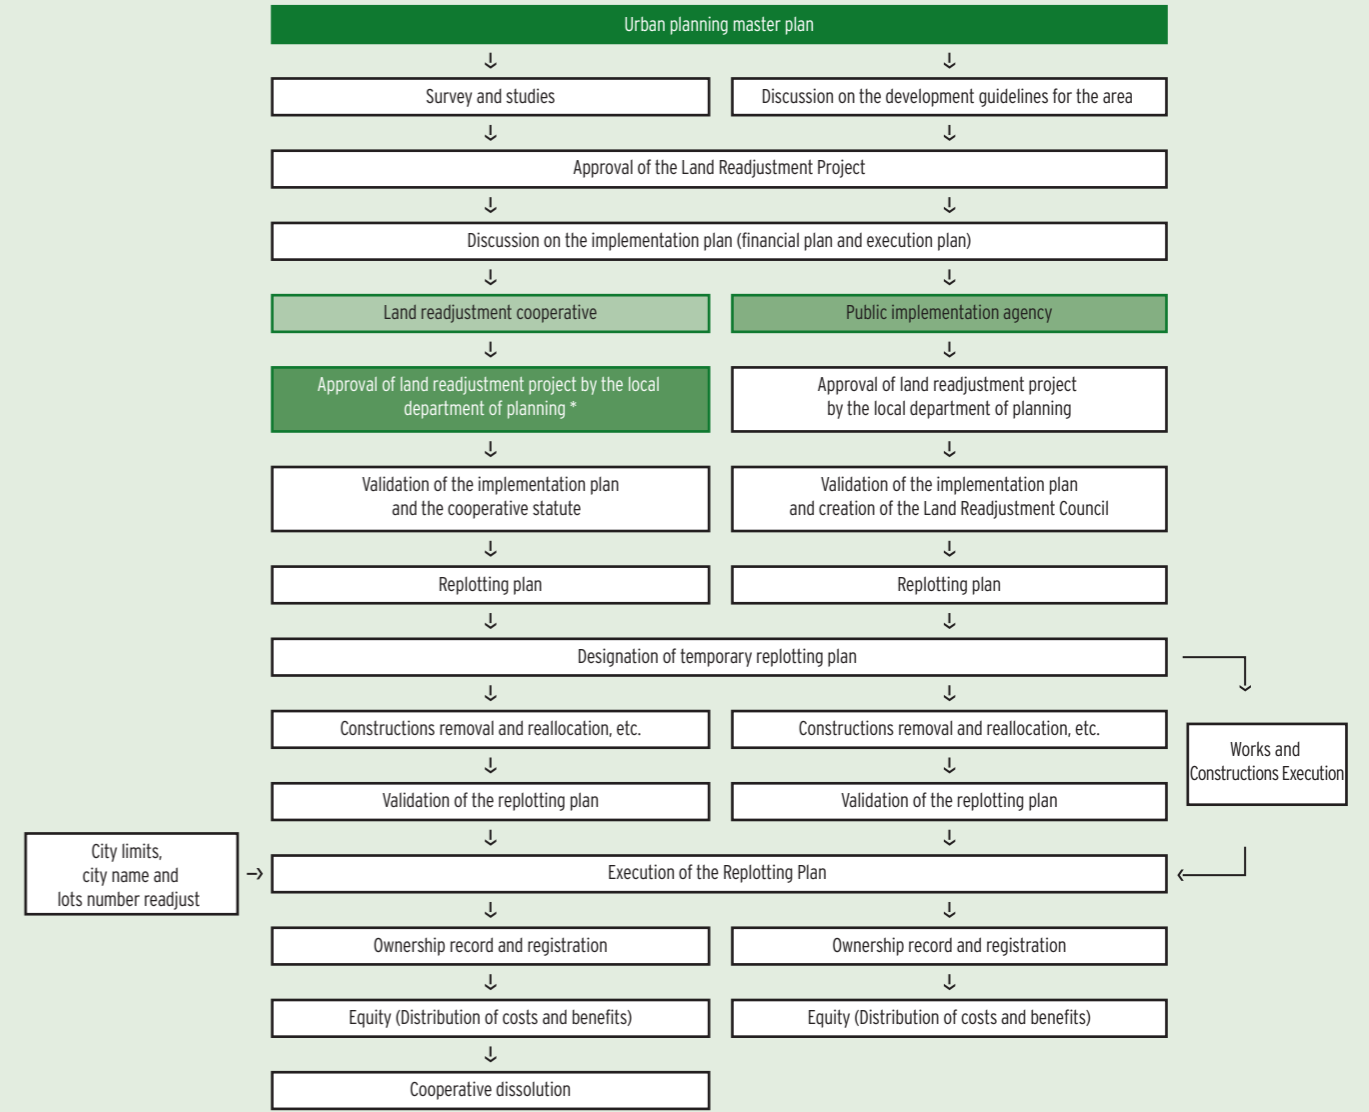 Urban planning master plan
Survey and studies
Discussion on the development guidelines for the area
Approval of the Land Readjustment Project
Discussion on the implementation plan (financial plan and execution plan)
Land readjustment cooperative
Public implementation agency
Approval of land readjustment project by the local
department of planning *
Approval of land readjustment project
by the local department of planning
Validation of the implementation plan
and the cooperative statute
Validation of the implementation plan
and creation of the Land Readjustment Council
Replotting plan
Replotting plan
Designation of temporary replotting plan
Constructions removal and reallocation, etc.
Constructions removal and reallocation, etc.
Works and
Constructions Execution
Validation of the replotting plan
Validation of the replotting plan
City limits,
city name and
lots number readjust
Execution of the Replotting Plan
Ownership record and registration
Ownership record and registration
Equity (Distribution of costs and benefits)
Equity (Distribution of costs and benefits)
Cooperative dissolution